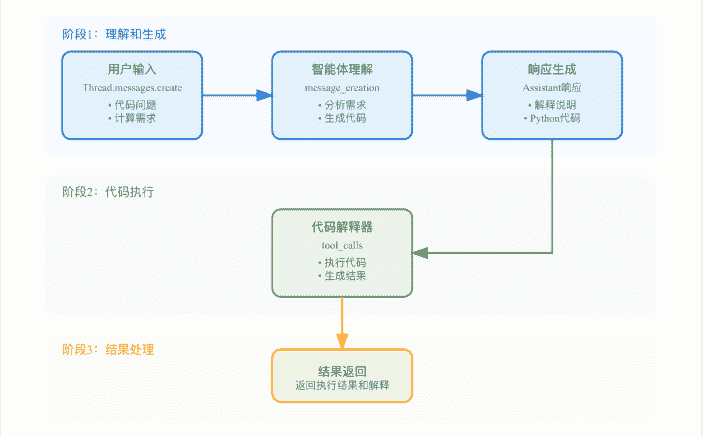 阶段1：理解和生成
用户输入
Thread.messages.create
• 代码问题
• 计算需求
智能体理解
message_creation
• 分析需求
• 生成代码
响应生成
Assistant响应
• 解释说明
• Python代码
阶段2：代码执行
代码解释器
tool_calls
• 执行代码
• 生成结果
阶段3：结果处理
结果返回
返回执行结果和解释